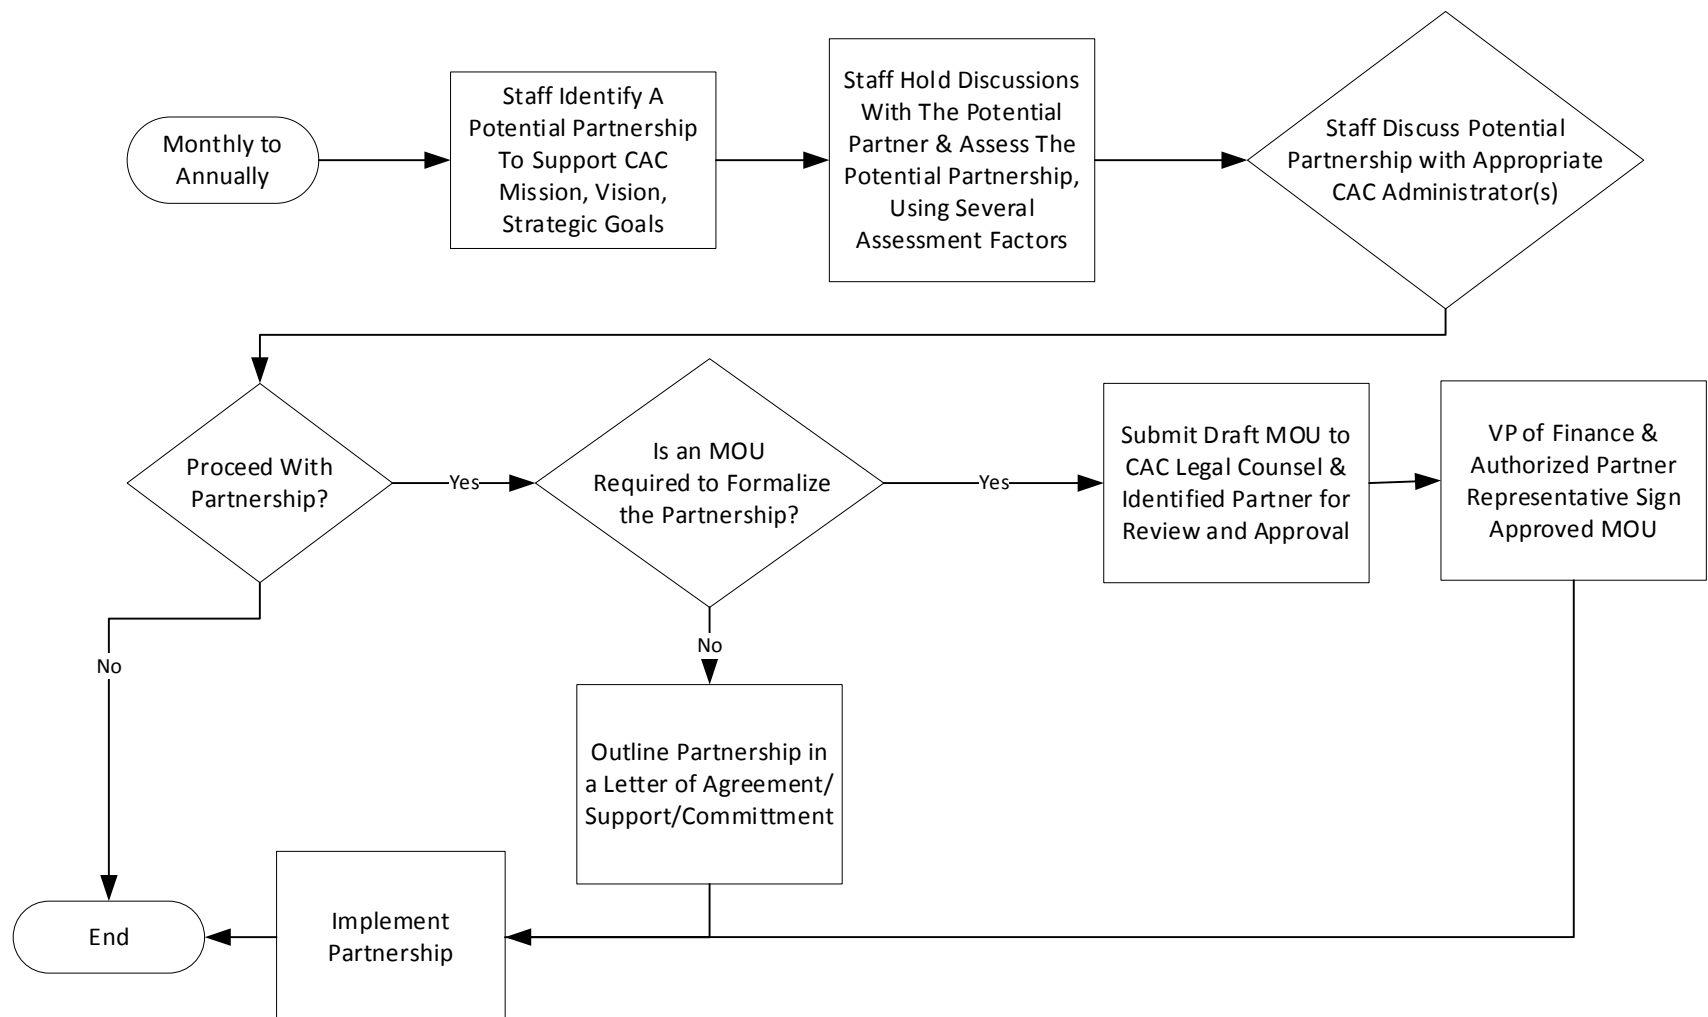 Monthly to
Annually
Staff Identify A
Potential Partnership
To Support CAC
Mission, Vision,
Strategic Goals
Staff Hold Discussions
With The Potential
Partner & Assess The
Potential Partnership,
Using Several
Assessment Factors
Staff Discuss Potential
Partnership with Appropriate
CAC Administrator(s)
Proceed With
Partnership?
Yes
Is an MOU
Required to Formalize
the Partnership?
Yes
Submit Draft MOU to
CAC Legal Counsel &
Identified Partner for
Review and Approval
VP of Finance &
Authorized Partner
Representative Sign
Approved MOU
No
No
Outline Partnership in
a Letter of Agreement/
Support/Committment
Implement
Partnership
End